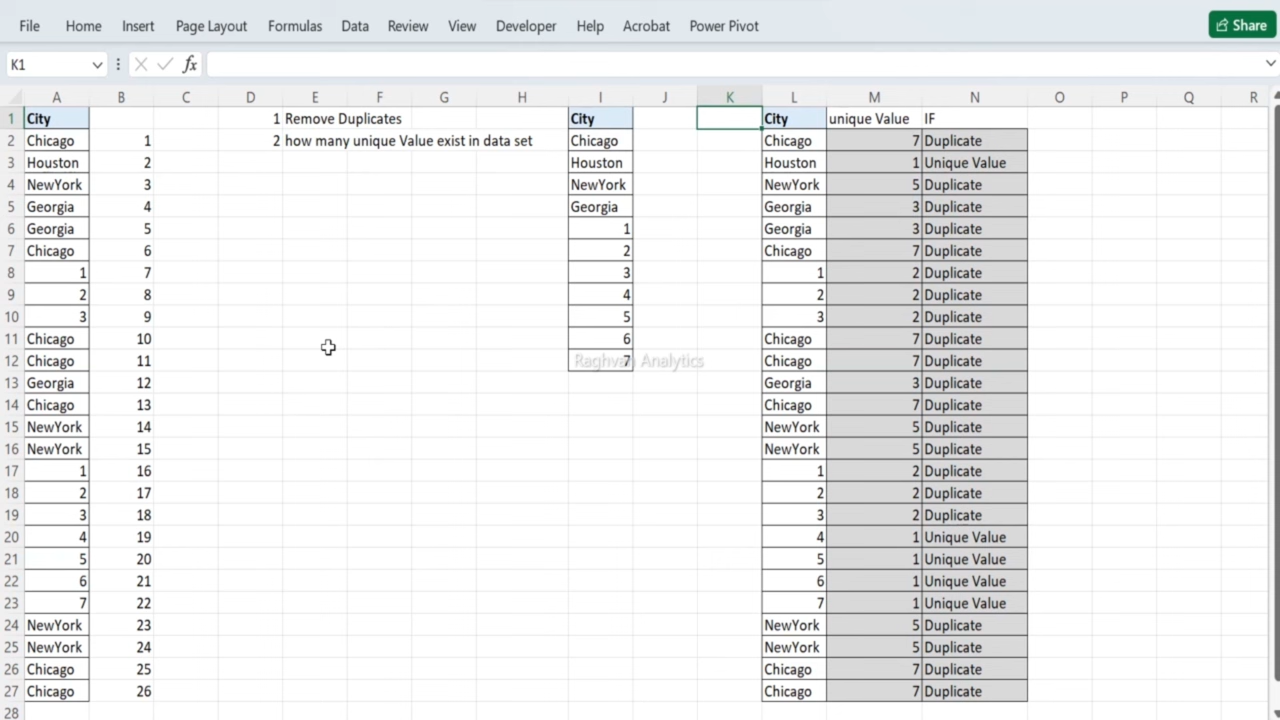 File Home Insert Page Layout Formulas Data Review View Developer Help Acrobat Power Pivot Share
K1 fx
A B C D E F G H I J K L M N O P Q R
1 City 1 Remove Duplicates City City unique Value IF
2 Chicago 1 2 how many unique Value exist in data set Chicago Chicago 7 Duplicate
3 Houston 2 Houston Houston 1 Unique Value
4 NewYork 3 NewYork NewYork 5 Duplicate
5 Georgia 4 Georgia Georgia 3 Duplicate
6 Georgia 5 1 Georgia 3 Duplicate
7 Chicago 6 2 Chicago 7 Duplicate
8 1 7 3 1 2 Duplicate
9 2 8 4 2 2 Duplicate
10 3 9 5 3 2 Duplicate
11 Chicago 10 6 Chicago 7 Duplicate
12 Chicago 11 7 Raghvan Analytics Chicago 7 Duplicate
13 Georgia 12 Georgia 3 Duplicate
14 Chicago 13 Chicago 7 Duplicate
15 NewYork 14 NewYork 5 Duplicate
16 NewYork 15 NewYork 5 Duplicate
17 1 16 1 2 Duplicate
18 2 17 2 2 Duplicate
19 3 18 3 2 Duplicate
20 4 19 4 1 Unique Value
21 5 20 5 1 Unique Value
22 6 21 6 1 Unique Value
23 7 22 7 1 Unique Value
24 NewYork 23 NewYork 5 Duplicate
25 NewYork 24 NewYork 5 Duplicate
26 Chicago 25 Chicago 7 Duplicate
27 Chicago 26 Chicago 7 Duplicate
28